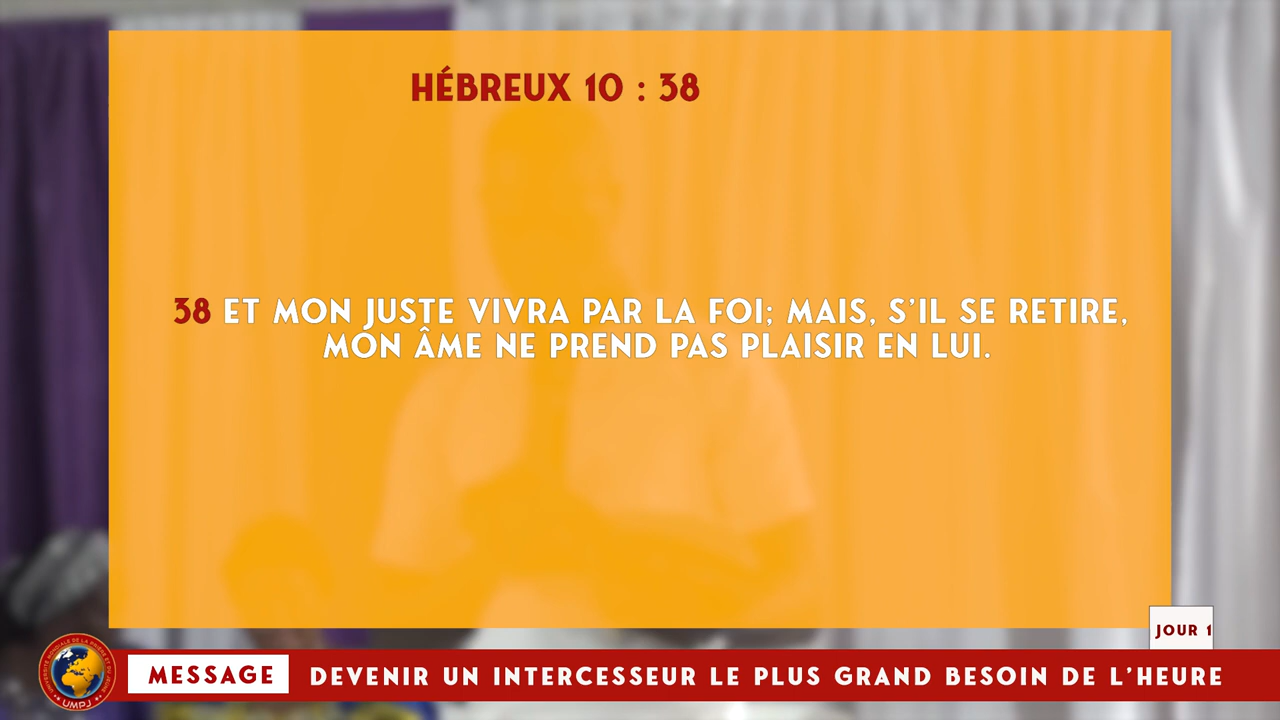 HÉBREUX 10 : 38
38 ET MON JUSTE VIVRA PAR LA FOI; MAIS, S'IL SE RETIRE,
MON ÂME NE PREND PAS PLAISIR EN LUI.
JOUR 1
MESSAGE
DEVENIR UN INTERCESSEUR LE PLUS GRAND BESOIN DE L'HEURE
UMPJ